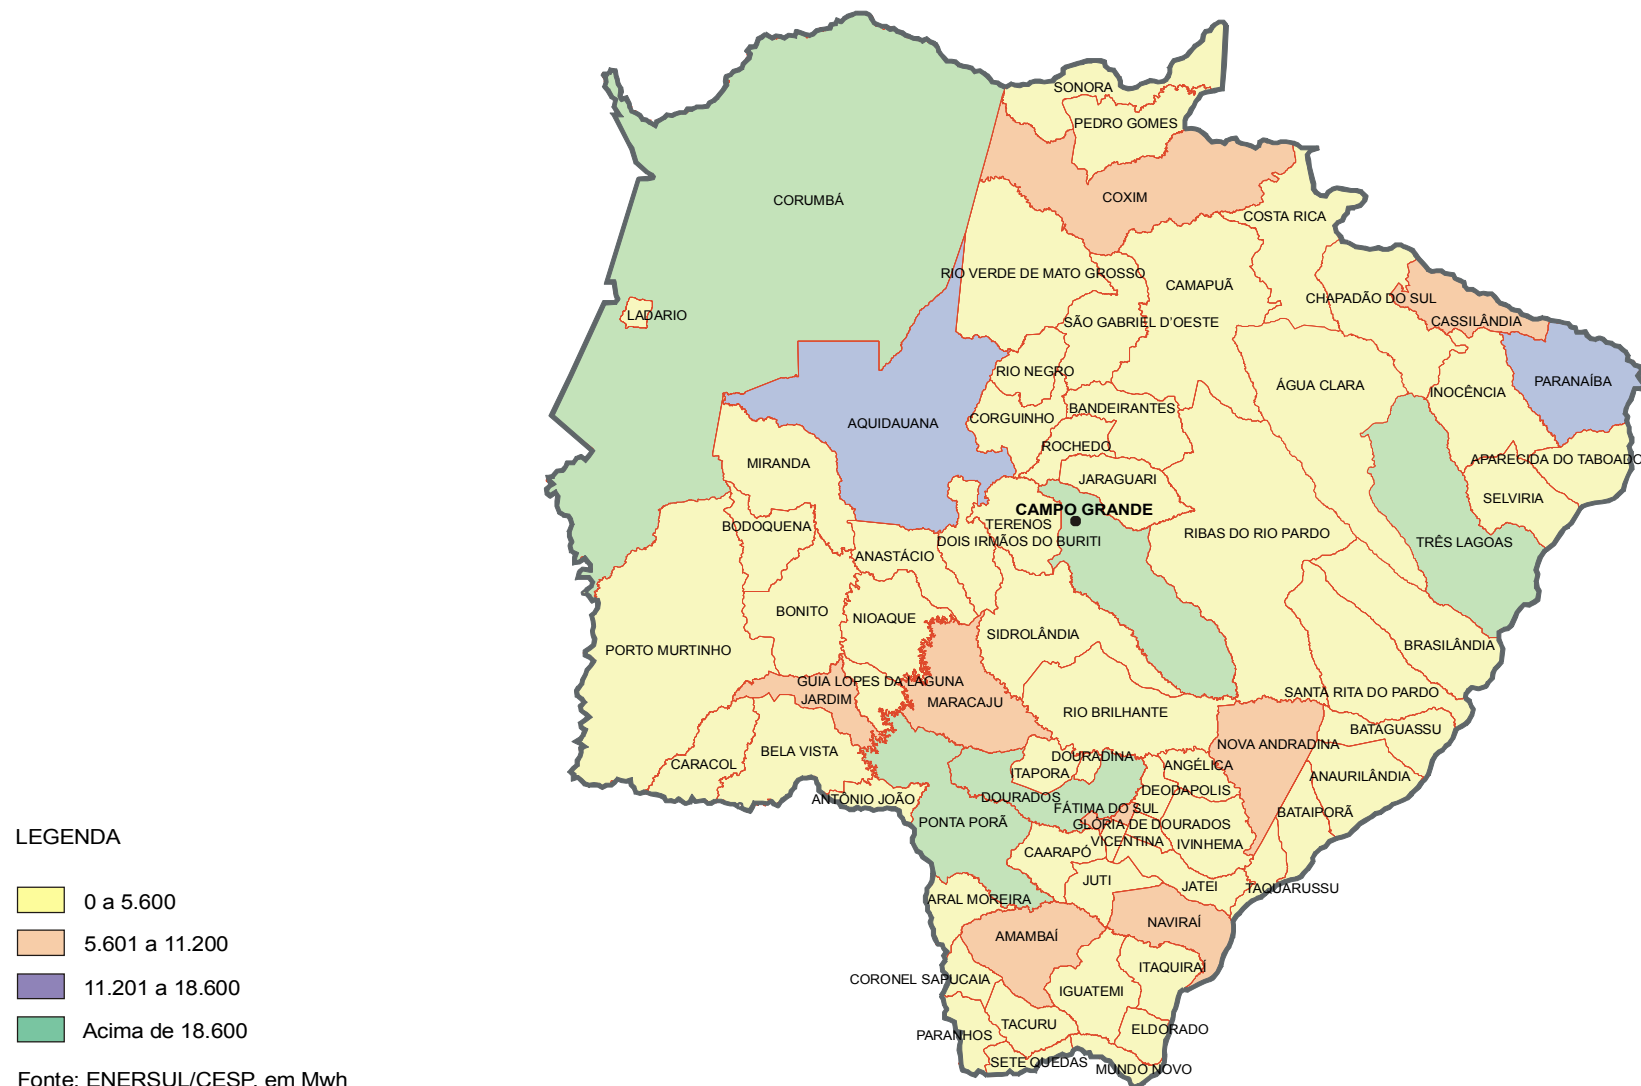 SONORA
PEDRO GOMES
CORUMBÁ
COXIM
COSTA RICA
RIO VERDE DE MATO GROSSO
CAMAPUÃ
CHAPADÃO DO SUL
LADARIO
SÃO GABRIEL D'OESTE
CASSILÂNDIA
RIO NEGRO
ÁGUA CLARA
INOCÊNCIA
PARANAÍBA
AQUIDAUANA
CORGUINHO
BANDEIRANTES
ROCHEDO
MIRANDA
JARAGUARI
APARECIDA DO TABOADO
SELVIRIA
CAMPO GRANDE
BODOQUENA
TERENOS
RIBAS DO RIO PARDO
DOIS IRMÃOS DO BURITI
TRÊS LAGOAS
ANASTÁCIO
BONITO
NIOAQUE
SIDROLÂNDIA
PORTO MURTINHO
BRASILÂNDIA
GUIA LOPES DA LAGUNA
JARDIM
MARACAJU
SANTA RITA DO PARDO
RIO BRILHANTE
BATAGUASSU
NOVA ANDRADINA
BELA VISTA
DOURADINA
CARACOL
ITAPORA
ANGÉLICA
ANAURILÂNDIA
DEODAPOLIS
ANTÔNIO JOÃO
DOURADOS
FÁTIMA DO SUL
BATAIPORÃ
PONTA PORÃ
GLÓRIA DE DOURADOS
VICENTINA
IVINHEMA
CAARAPÓ
JUTI
JATEI
TAQUARUSSU
ARAL MOREIRA
NAVIRAÍ
AMAMBAÍ
ITAQUIRAÍ
CORONEL SAPUCAIA
IGUATEMI
TACURU
ELDORADO
PARANHOS
SETE QUEDAS
MUNDO NOVO
LEGENDA
0 a 5.600
5.601 a 11.200
11.201 a 18.600
Acima de 18.600
Fonte: ENERSUL/CESP, em Mwh